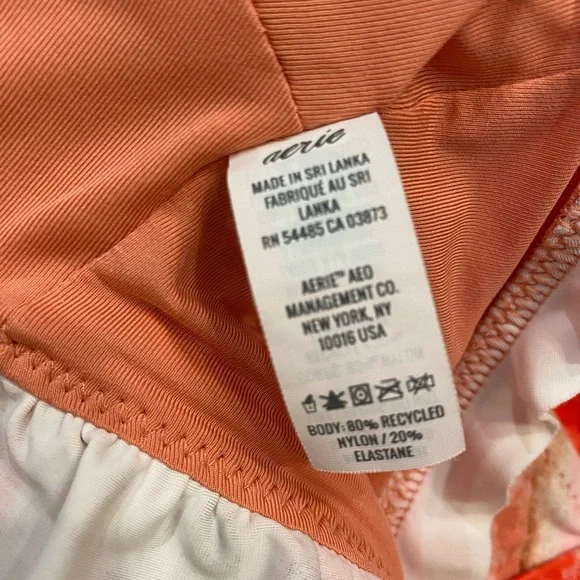 aerie
MADE IN SRI LANKA
FABRIQUÉ AU SRI
LANKA
RN 54485 CA 03873
AERIE™ AEO
MANAGEMENT CO.
NEW YORK, NY
10016 USA
BODY: 80% RECYCLED
NYLON / 20%
ELASTANE